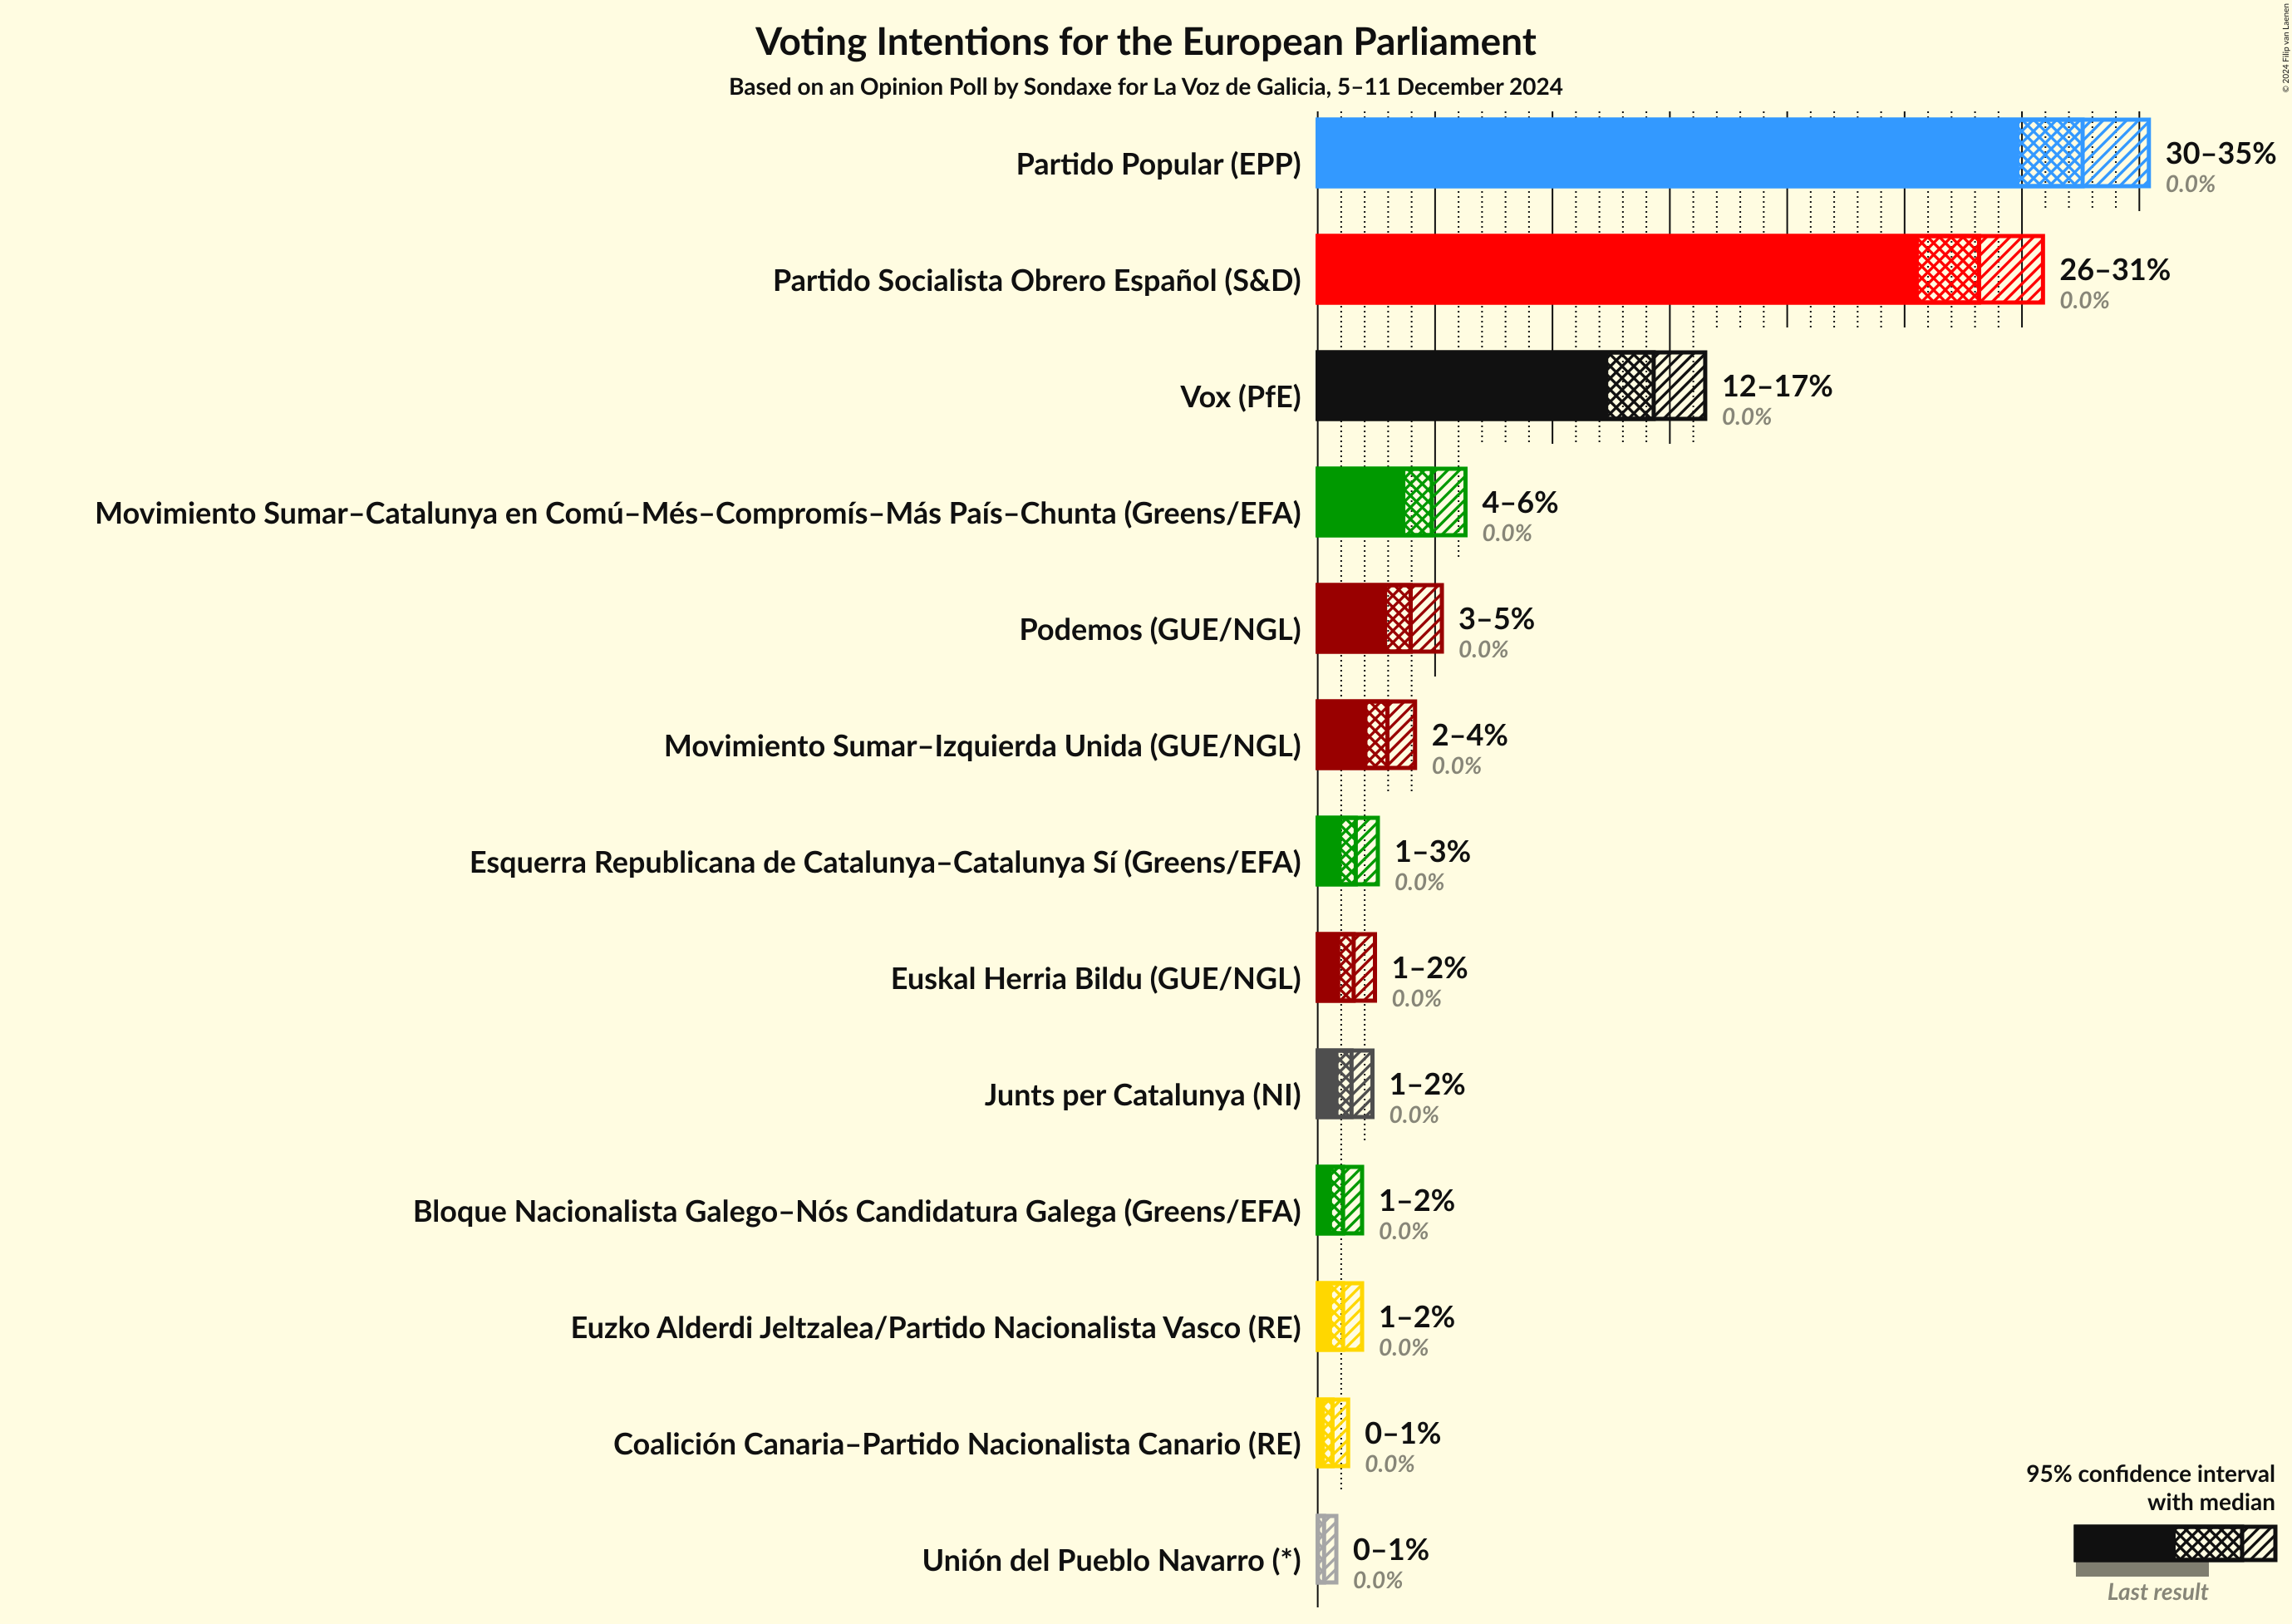 Voting Intentions for the European Parliament
Based on an Opinion Poll by Sondaxe for La Voz de Galicia, 5–11 December 2024
© 2024 Filip van Laenen
Partido Popular (EPP)
30–35%
0.0%
Partido Socialista Obrero Español (S&D)
26–31%
0.0%
Vox (PfE)
12–17%
0.0%
Movimiento Sumar–Catalunya en Comú–Més–Compromís–Más País–Chunta (Greens/EFA)
4–6%
0.0%
Podemos (GUE/NGL)
3–5%
0.0%
Movimiento Sumar–Izquierda Unida (GUE/NGL)
2–4%
0.0%
Esquerra Republicana de Catalunya–Catalunya Sí (Greens/EFA)
1–3%
0.0%
Euskal Herria Bildu (GUE/NGL)
1–2%
0.0%
Junts per Catalunya (NI)
1–2%
0.0%
Bloque Nacionalista Galego–Nós Candidatura Galega (Greens/EFA)
1–2%
0.0%
Euzko Alderdi Jeltzalea/Partido Nacionalista Vasco (RE)
1–2%
0.0%
Coalición Canaria–Partido Nacionalista Canario (RE)
0–1%
0.0%
Unión del Pueblo Navarro (*)
0–1%
0.0%
95% confidence interval
with median
Last result